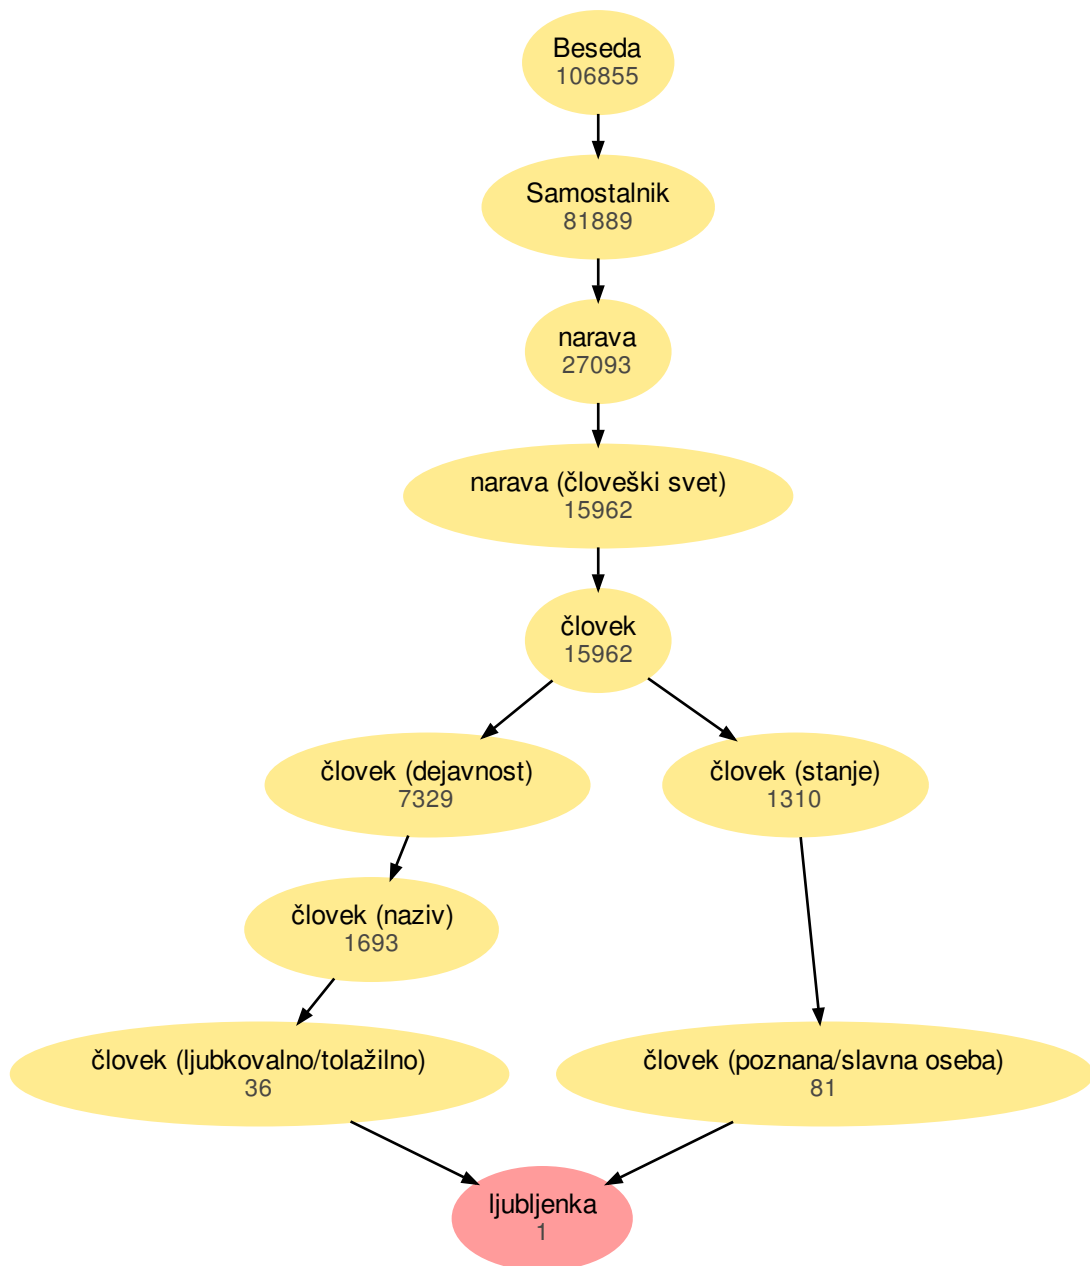 Beseda
106855
Samostalnik
81889
narava
27093
narava (človeški svet)
15962
človek
15962
človek (dejavnost)
7329
človek (stanje)
1310
človek (naziv)
1693
človek (ljubkovalno/tolažilno)
36
človek (poznana/slavna oseba)
81
ljubljenka
1